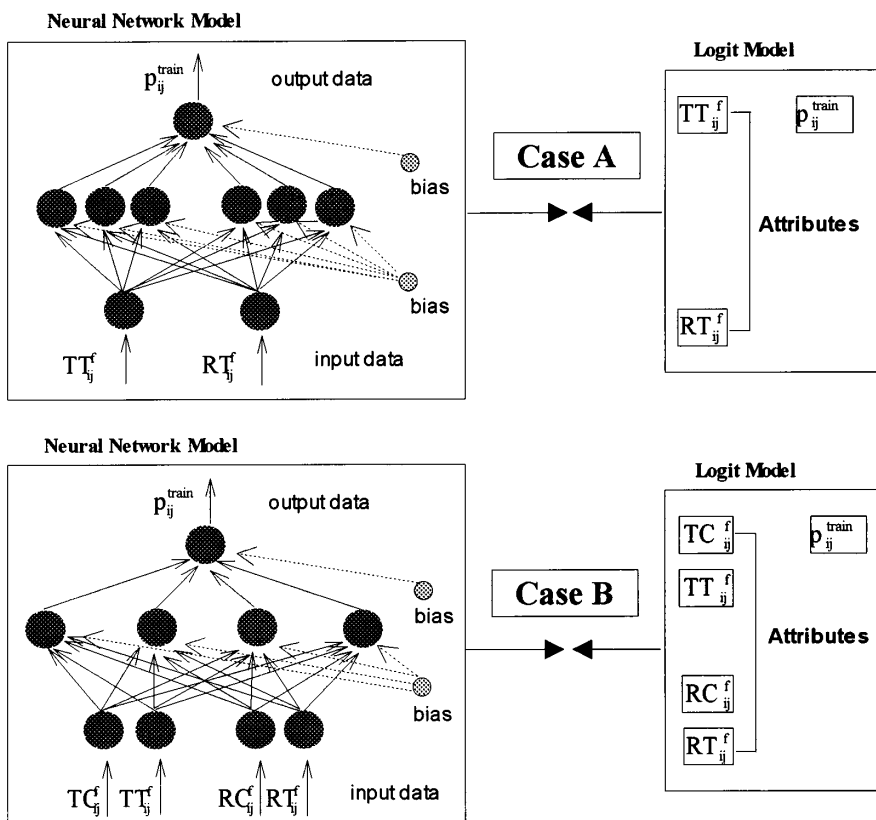 Neural Network Model
p_ij^train
output data
bias
bias
TT_ij^f
RT_ij^f
input data
Case A
Logit Model
TT_ij^f
p_ij^train
Attributes
RT_ij^f
Neural Network Model
p_ij^train
output data
bias
bias
TC_ij^f
TT_ij^f
RC_ij^f
RT_ij^f
input data
Case B
Logit Model
TC_ij^f
p_ij^train
TT_ij^f
Attributes
RC_ij^f
RT_ij^f